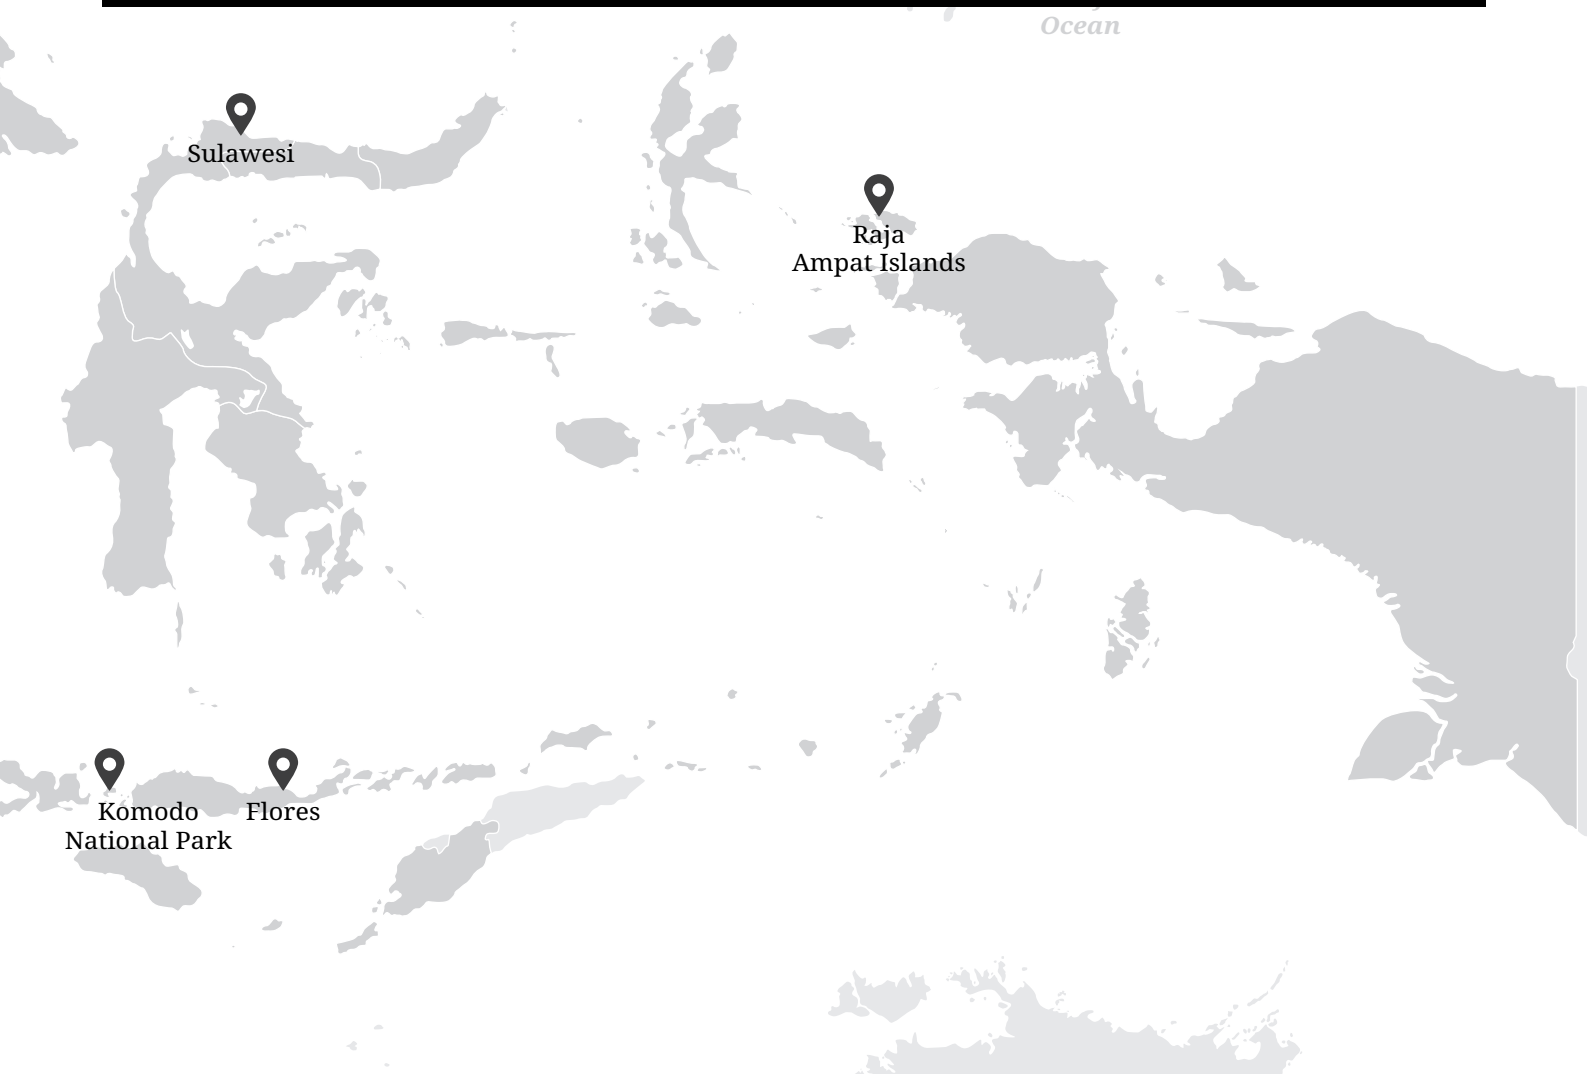 Ocean
Sulawesi
Raja
Ampat Islands
Komodo
National Park
Flores